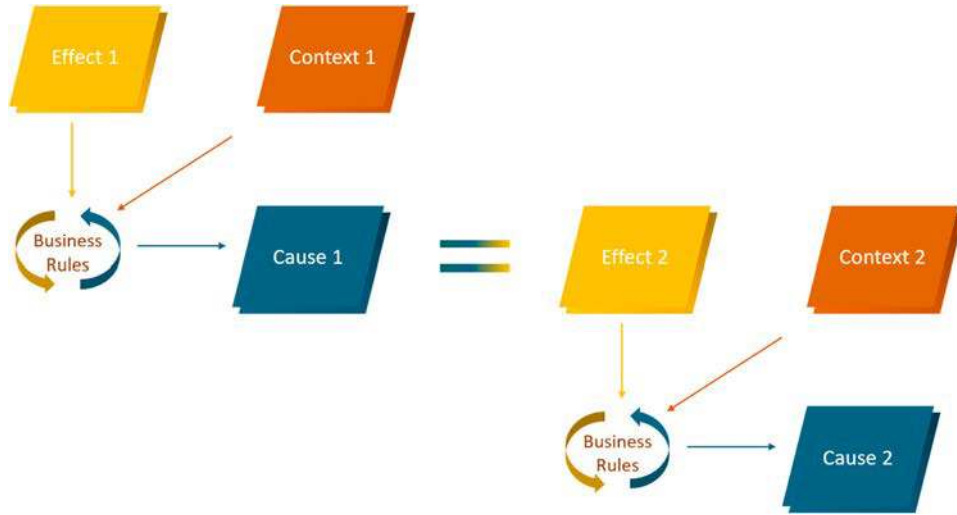 Effect 1
Context 1
Business
Rules
Cause 1
Effect 2
Context 2
Business
Rules
Cause 2